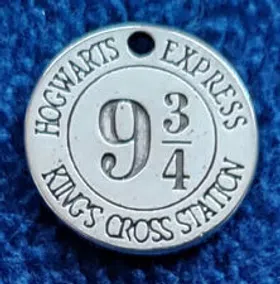 HOGWARTS EXPRESS
9 3/4
KING'S CROSS STATION